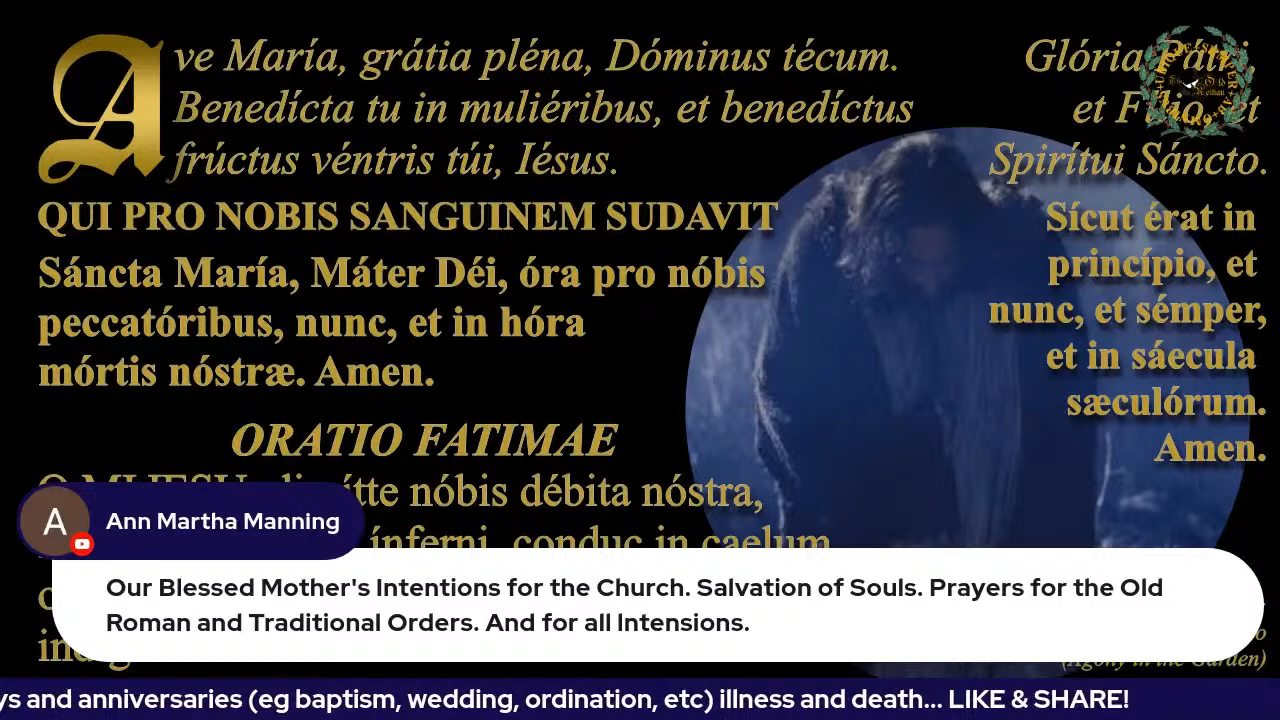 Ave María, grátia pléna, Dóminus técum.
Benedícta tu in muliéribus, et benedíctus
frúctus véntris túi, Iésus.
QUI PRO NOBIS SANGUINEM SUDAVIT
Sáncta María, Máter Déi, óra pro nóbis
peccatóribus, nunc, et in hóra
mórtis nóstræ. Amen.
ORATIO FATIMAE
nóbis débita nóstra,
ínferni, conduc in caelum
Glória Pátri
et Fílio, et
Spirítui Sáncto.
Sícut érat in
princípio, et
nunc, et sémper,
et in sáecula
sæculórum.
Amen.
A
Ann Martha Manning
Our Blessed Mother's Intentions for the Church. Salvation of Souls. Prayers for the Old
Roman and Traditional Orders. And for all Intensions.
(Agony in the Garden)
and anniversaries (eg baptism, wedding, ordination, etc) illness and death... LIKE & SHARE!